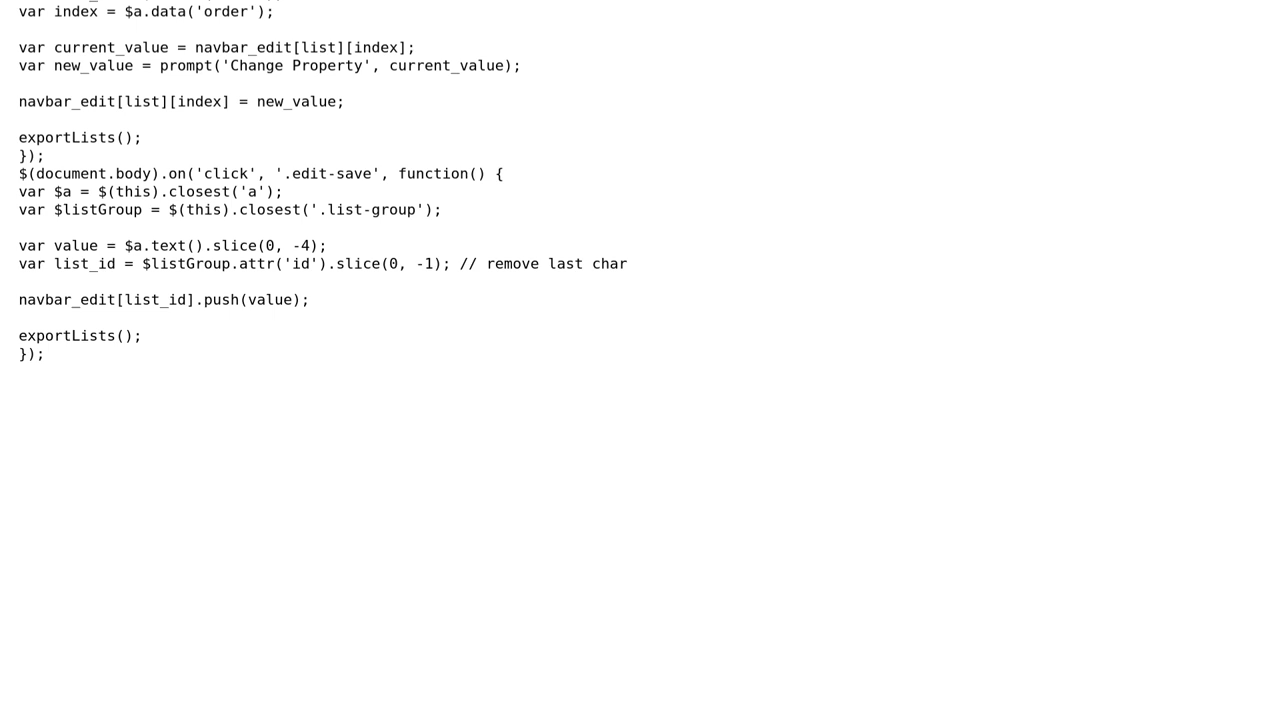 var index = $a.data('order');
var current_value = navbar_edit[list][index];
var new_value = prompt('Change Property', current_value);
navbar_edit[list][index] = new_value;
exportLists();
});
$(document.body).on('click', '.edit-save', function() {
var $a = $(this).closest('a');
var $listGroup = $(this).closest('.list-group');
var value = $a.text().slice(0, -4);
var list_id = $listGroup.attr('id').slice(0, -1); // remove last char
navbar_edit[list_id].push(value);
exportLists();
});